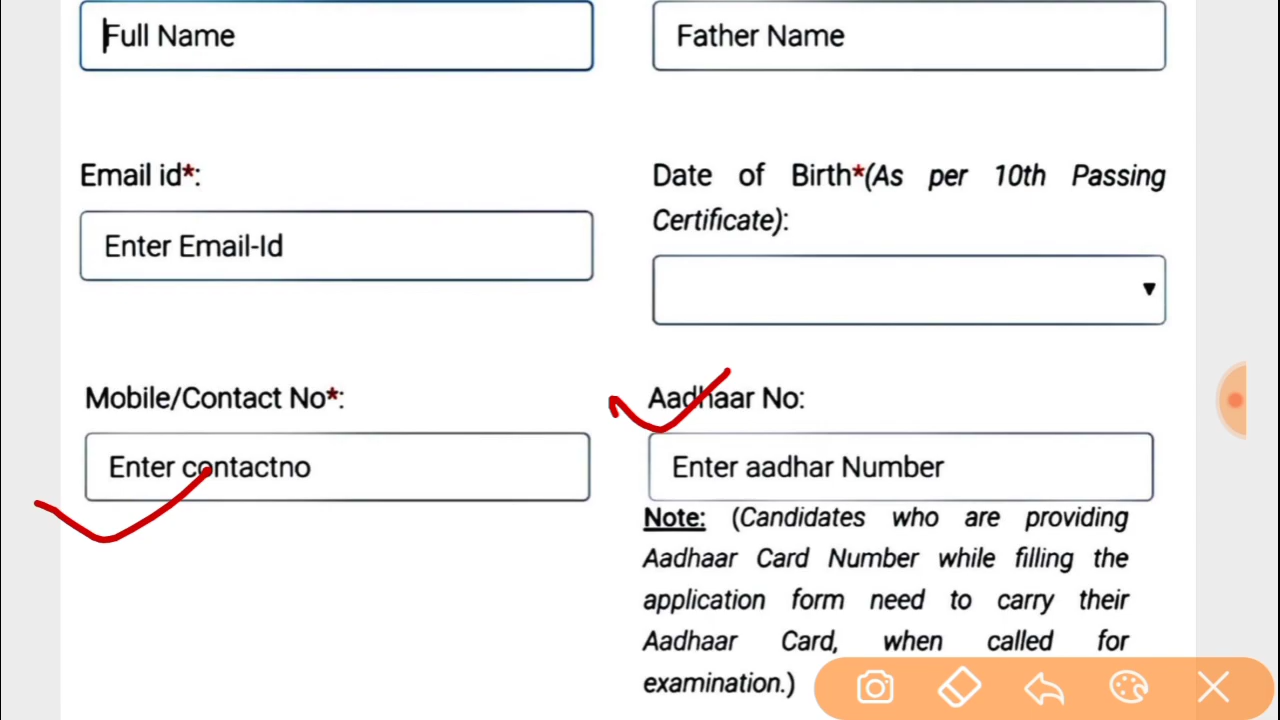 Full Name
Father Name
Email id*:
Enter Email-Id
Date of Birth*(As per 10th Passing
Certificate):
Mobile/Contact No*:
Enter contactno
Aadhaar No:
Enter aadhar Number
Note: (Candidates who are providing
Aadhaar Card Number while filling the
application form need to carry their
Aadhaar Card, when called for
examination.)